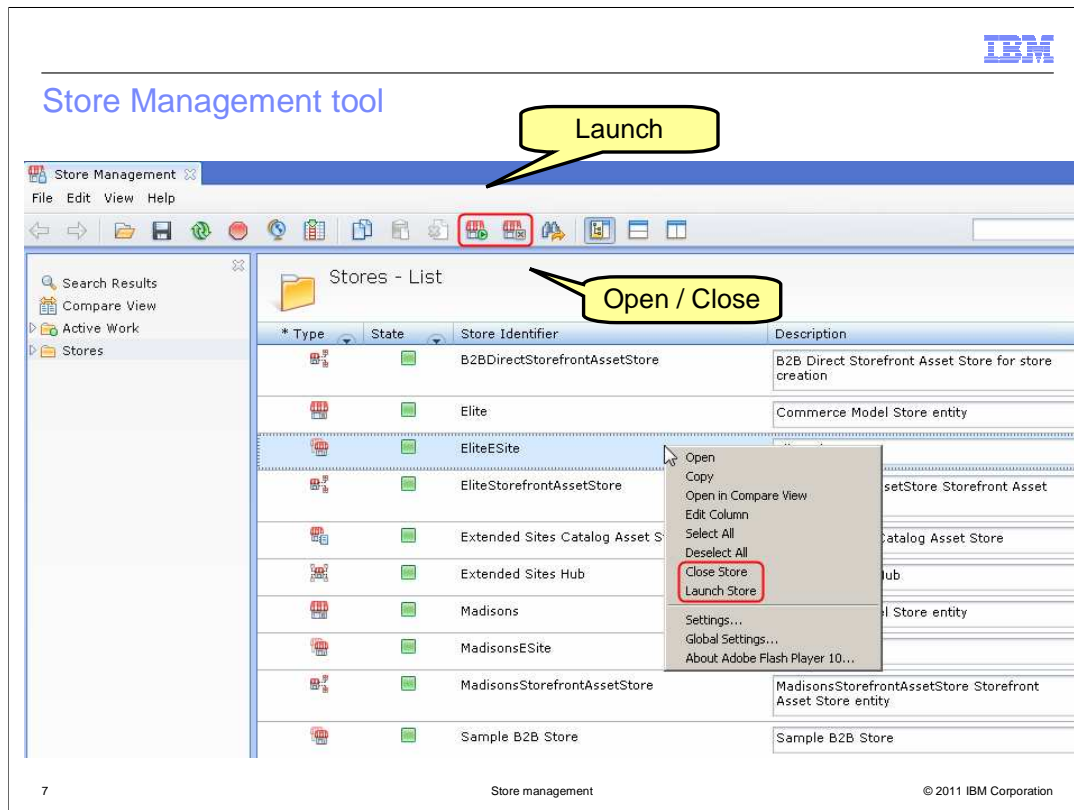 IBM
Store Management tool
Launch
Store Management
File Edit View Help
Open / Close
Search Results
Compare View
Active Work
Stores
Stores - List
* Type State Store Identifier Description
B2BDirectStorefrontAssetStore B2B Direct Storefront Asset Store for store
creation
Elite Commerce Model Store entity
EliteESite
EliteStorefrontAssetStore setStore Storefront Asset
Extended Sites Catalog Asset S Catalog Asset Store
Extended Sites Hub Hub
Madisons l Store entity
MadisonsESite
MadisonsStorefrontAssetStore MadisonsStorefrontAssetStore Storefront
Asset Store entity
Sample B2B Store Sample B2B Store
Open
Copy
Open in Compare View
Edit Column
Select All
Deselect All
Close Store
Launch Store
Settings...
Global Settings...
About Adobe Flash Player 10...
7 Store management © 2011 IBM Corporation